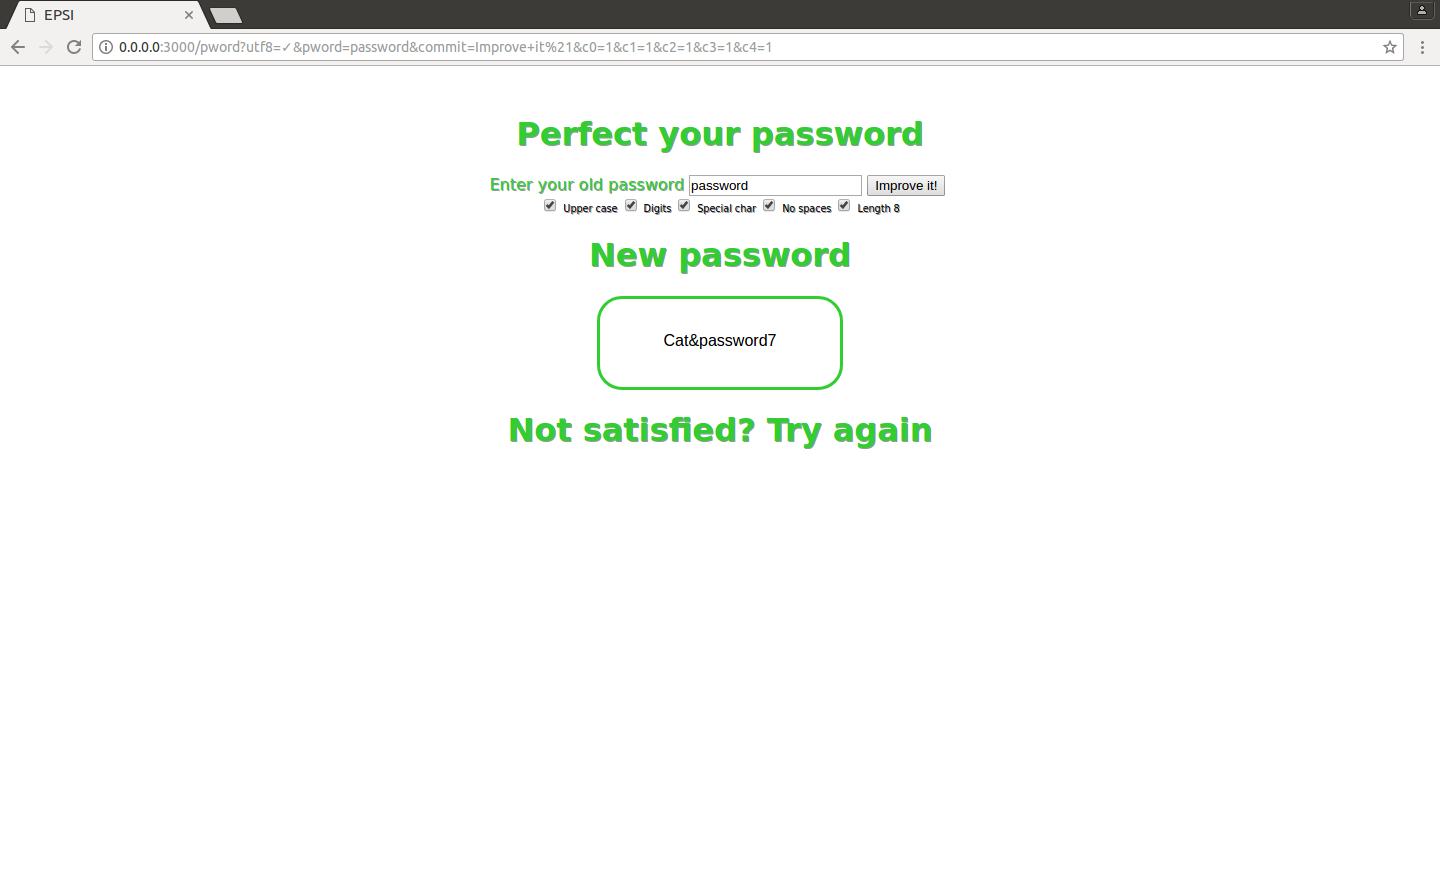 EPSI
0.0.0.0:3000/pword?utf8=✓&pword=password&commit=Improve+it%21&c0=1&c1=1&c2=1&c3=1&c4=1
Perfect your password
Enter your old password password Improve it!
Upper case Digits Special char No spaces Length 8
New password
Cat&password7
Not satisfied? Try again